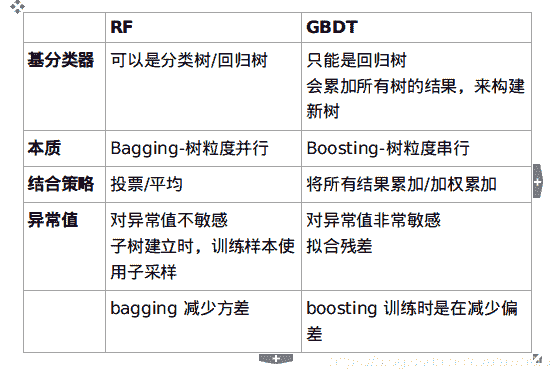 RF GBDT
基分类器 可以是分类树/回归树 只能是回归树
会累加所有树的结果，来构建
新树
本质 Bagging-树粒度并行 Boosting-树粒度串行
结合策略 投票/平均 将所有结果累加/加权累加
异常值 对异常值不敏感 对异常值非常敏感
子树建立时，训练样本使 拟合残差
用子采样
bagging 减少方差 boosting 训练时是在减少偏
差